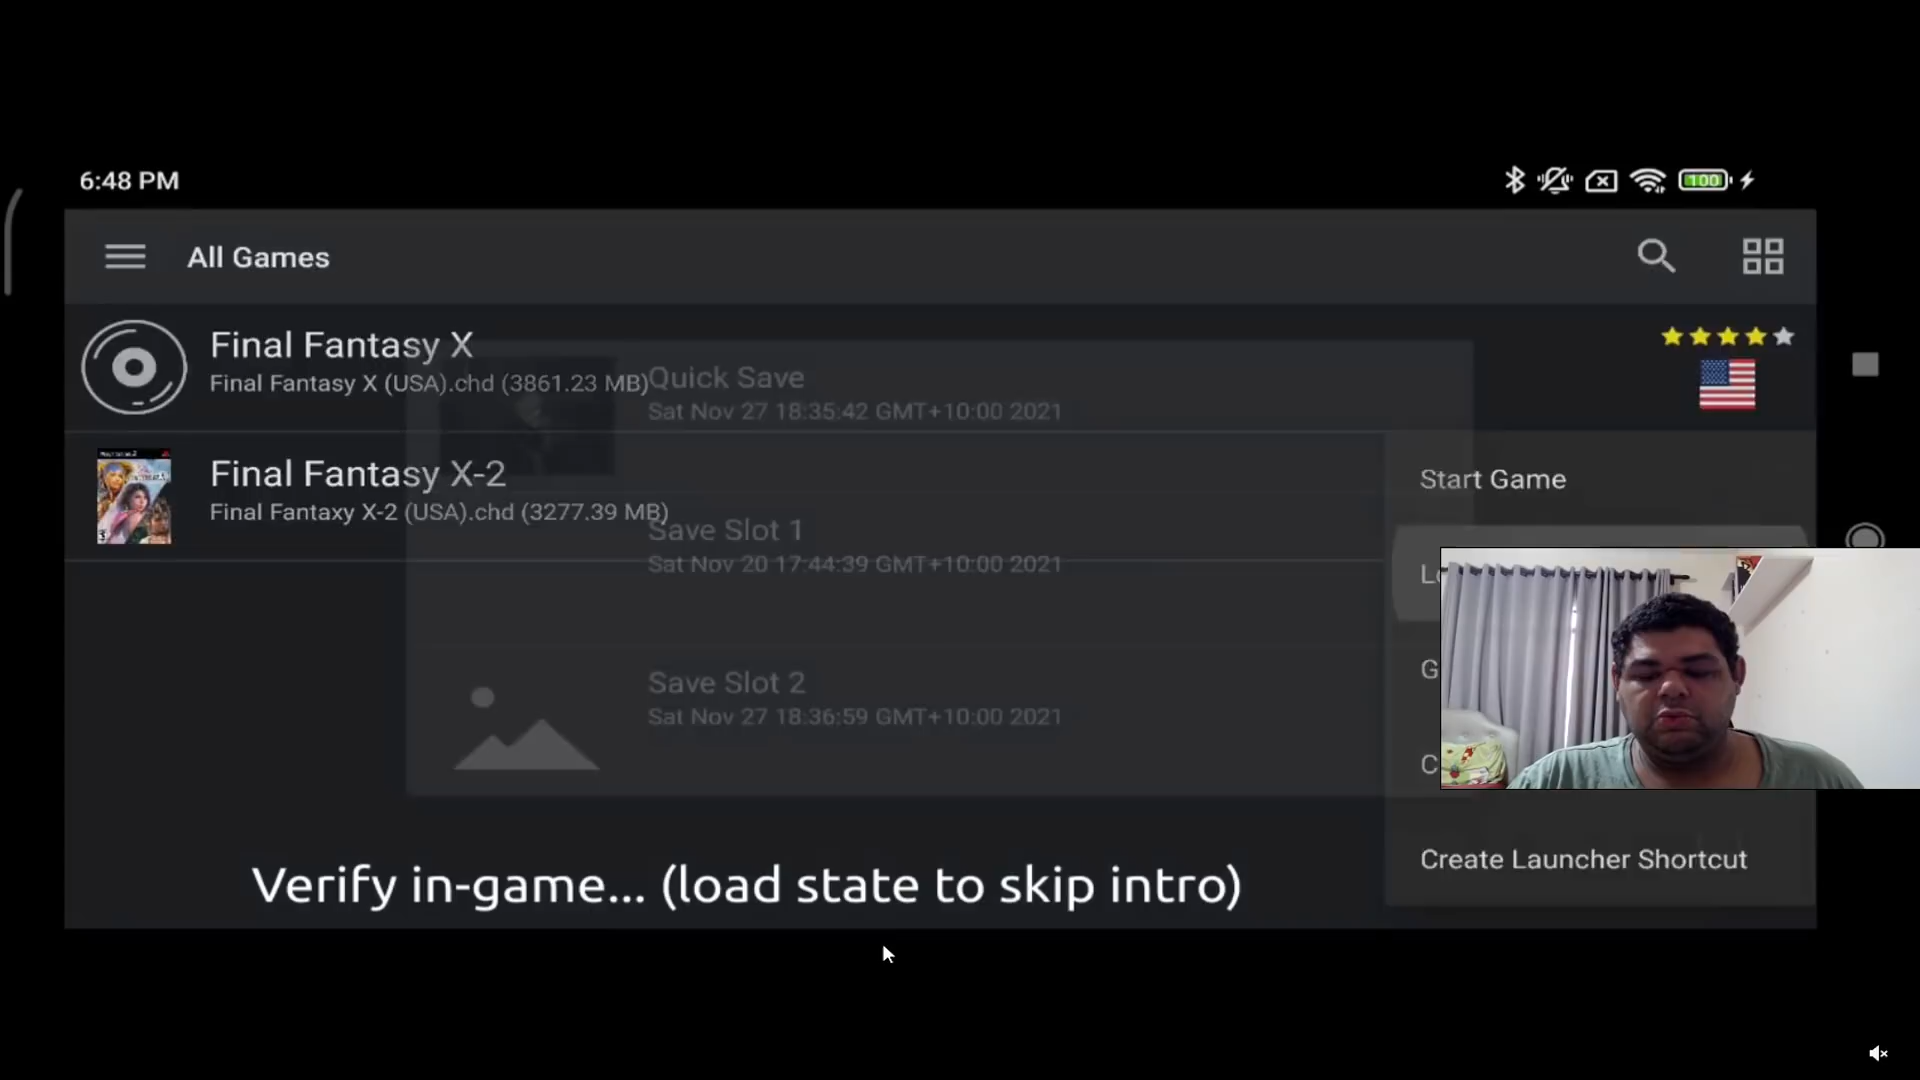 6:48 PM
100
All Games
Final Fantasy X
Final Fantasy X (USA).chd (3861.23 MB)
Quick Save
Sat Nov 27 18:35:42 GMT+10:00 2021
Final Fantasy X-2
Final Fantaxy X-2 (USA).chd (3277.39 MB)
Start Game
Save Slot 1
Sat Nov 20 17:44:39 GMT+10:00 2021
Save Slot 2
Sat Nov 27 18:36:59 GMT+10:00 2021
Create Launcher Shortcut
Verify in-game... (load state to skip intro)